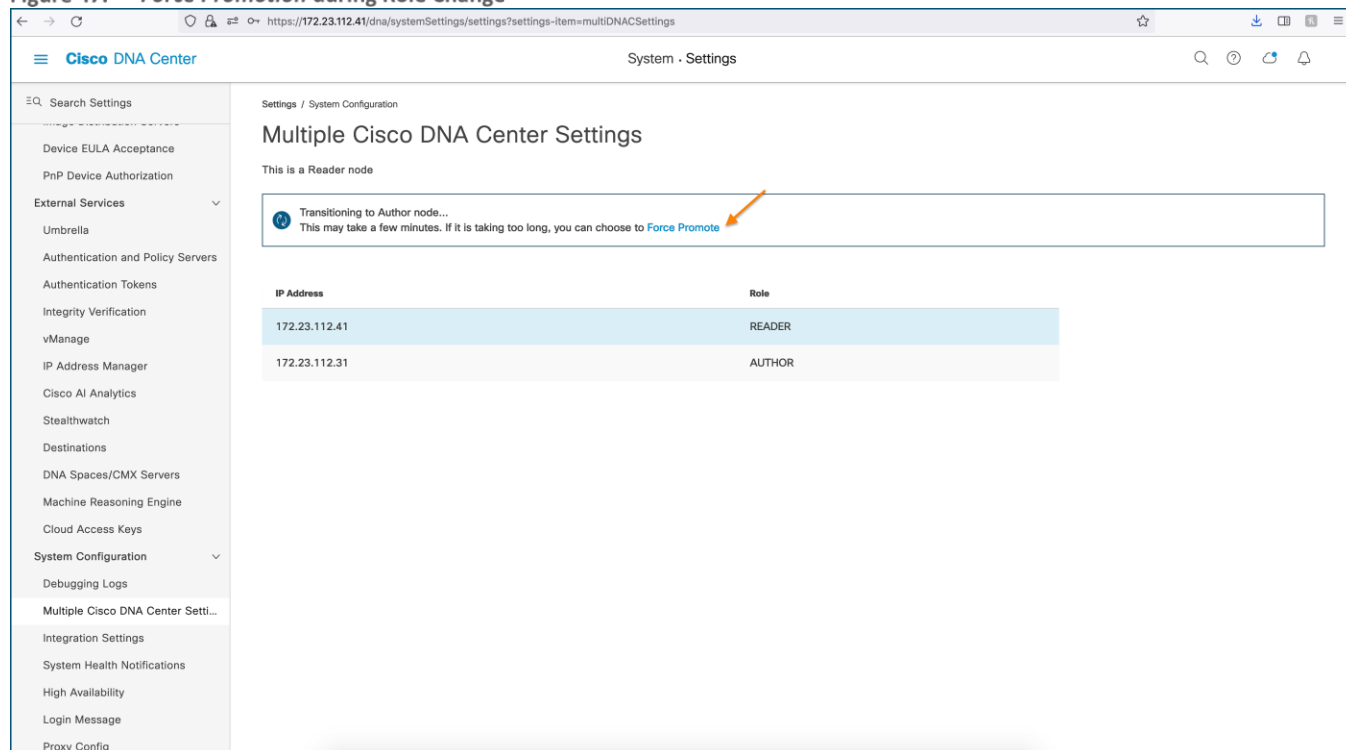 Figure 47. Force Promotion during Role Change
https://172.23.112.41/dna/systemSettings/settings?settings-item=multiDNACSettings
Cisco DNA Center
System · Settings
Search Settings
Image Distribution Servers
Device EULA Acceptance
PnP Device Authorization
External Services
Umbrella
Authentication and Policy Servers
Authentication Tokens
Integrity Verification
vManage
IP Address Manager
Cisco AI Analytics
Stealthwatch
Destinations
DNA Spaces/CMX Servers
Machine Reasoning Engine
Cloud Access Keys
System Configuration
Debugging Logs
Multiple Cisco DNA Center Setti...
Integration Settings
System Health Notifications
High Availability
Login Message
Proxy Config
Settings / System Configuration
Multiple Cisco DNA Center Settings
This is a Reader node
Transitioning to Author node...
This may take a few minutes. If it is taking too long, you can choose to Force Promote
IP Address Role
172.23.112.41 READER
172.23.112.31 AUTHOR